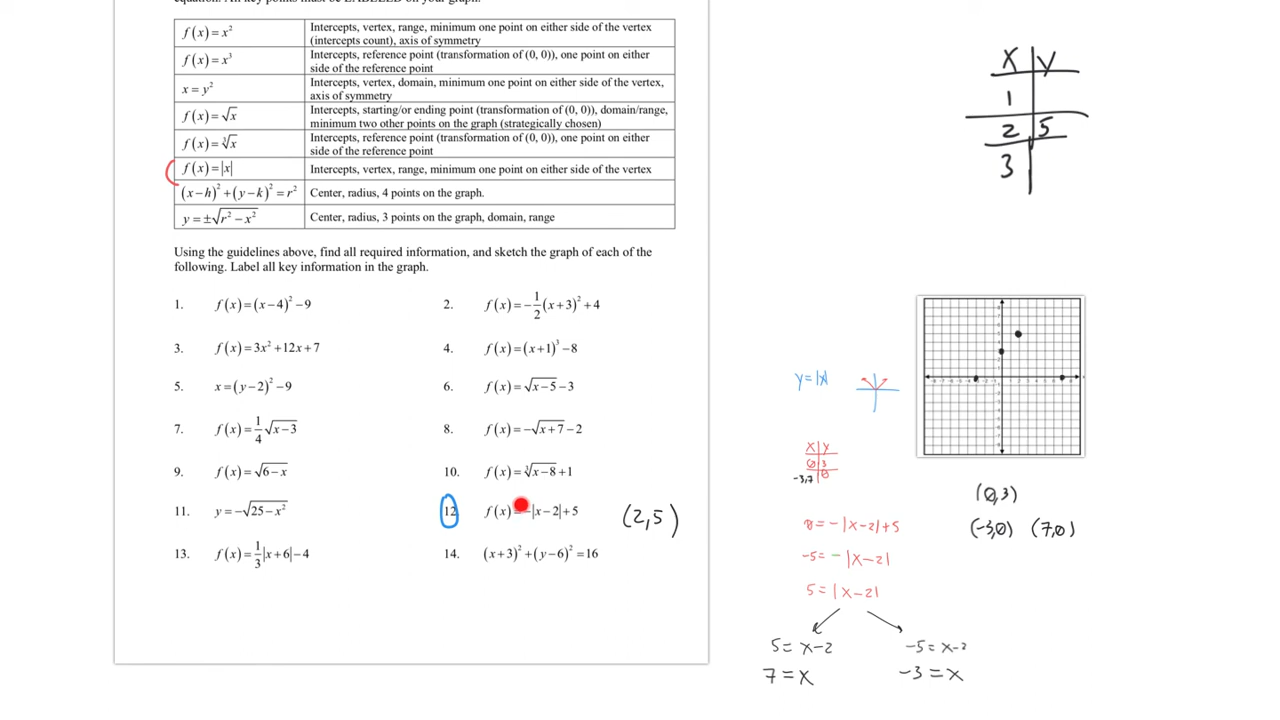 equation. All key points must be LABELED on your graph.
f(x) = x² Intercepts, vertex, range, minimum one point on either side of the vertex
(intercepts count), axis of symmetry
f(x) = x³ Intercepts, reference point (transformation of (0, 0)), one point on either
side of the reference point
x = y² Intercepts, vertex, domain, minimum one point on either side of the vertex,
axis of symmetry
f(x) = √x Intercepts, starting/or ending point (transformation of (0, 0)), domain/range,
minimum two other points on the graph (strategically chosen)
f(x) = ∛x Intercepts, reference point (transformation of (0, 0)), one point on either
side of the reference point
f(x) = |x| Intercepts, vertex, range, minimum one point on either side of the vertex
(x−h)² + (y−k)² = r² Center, radius, 4 points on the graph.
y = ±√(r² − x²) Center, radius, 3 points on the graph, domain, range
Using the guidelines above, find all required information, and sketch the graph of each of the
following. Label all key information in the graph.
1. f(x) = (x−4)² − 9
2. f(x) = −1/2(x+3)² + 4
3. f(x) = 3x² + 12x + 7
4. f(x) = (x+1)³ − 8
5. x = (y−2)² − 9
6. f(x) = √(x−5) − 3
7. f(x) = 1/4√(x−3)
8. f(x) = −√(x+7) − 2
9. f(x) = √(6−x)
10. f(x) = ∛(x−8) + 1
11. y = −√(25−x²)
12 f(x) = −|x−2| + 5 (2,5)
13. f(x) = 1/3|x+6| − 4
14. (x+3)² + (y−6)² = 16
X Y
1
2 5
3
y = |x|
X Y
0 3
-3,7 0
0 = -|x-2|+5
-5 = -|x-2|
5 = |x-2|
5 = x-2
7 = x
-5 = x-2
-3 = x
(0,3)
(-3,0) (7,0)